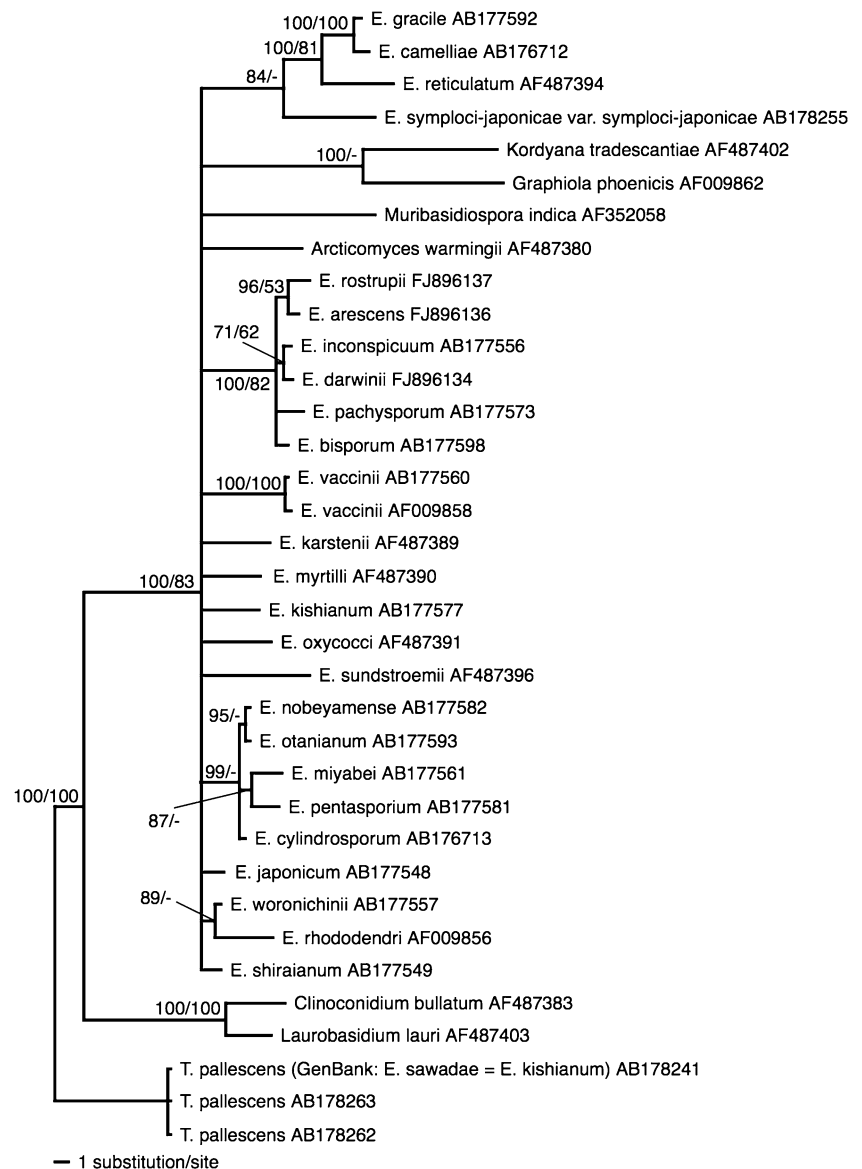 E. gracile AB177592
100/100
E. camelliae AB176712
100/81
84/-
E. reticulatum AF487394
E. symploci-japonicae var. symploci-japonicae AB178255
Kordyana tradescantiae AF487402
100/-
Graphiola phoenicis AF009862
Muribasidiospora indica AF352058
Arcticomyces warmingii AF487380
E. rostrupii FJ896137
96/53
E. arescens FJ896136
71/62
E. inconspicuum AB177556
E. darwinii FJ896134
100/82
E. pachysporum AB177573
E. bisporum AB177598
E. vaccinii AB177560
100/100
E. vaccinii AF009858
E. karstenii AF487389
E. myrtilli AF487390
100/83
E. kishianum AB177577
E. oxycocci AF487391
E. sundstroemii AF487396
E. nobeyamense AB177582
95/-
E. otanianum AB177593
99/-
E. miyabei AB177561
100/100
E. pentasporium AB177581
87/-
E. cylindrosporum AB176713
E. japonicum AB177548
89/-
E. woronichinii AB177557
E. rhododendri AF009856
E. shiraianum AB177549
Clinoconidium bullatum AF487383
100/100
Laurobasidium lauri AF487403
T. pallescens (GenBank: E. sawadae = E. kishianum) AB178241
T. pallescens AB178263
T. pallescens AB178262
1 substitution/site